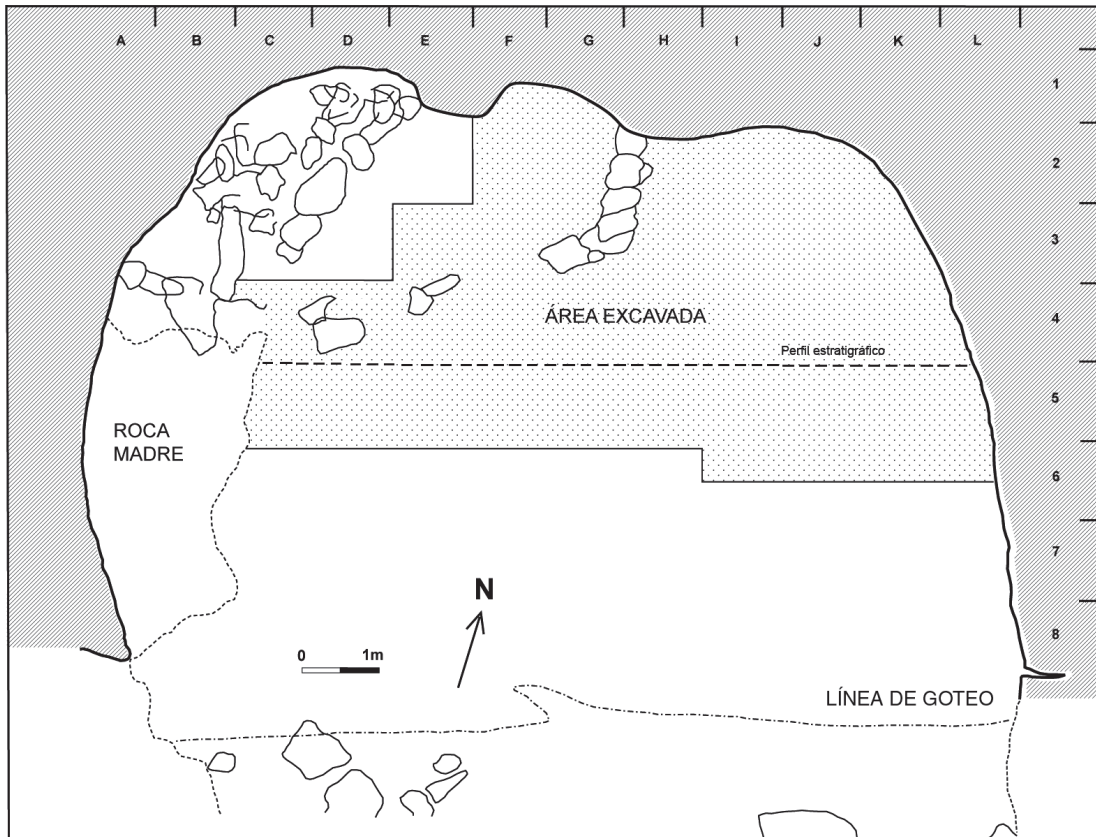 A B C D E F G H I J K L
1
2
3
4
5
6
7
8
ÁREA EXCAVADA
Perfil estratigráfico
ROCA
MADRE
N
0 1m
LÍNEA DE GOTEO